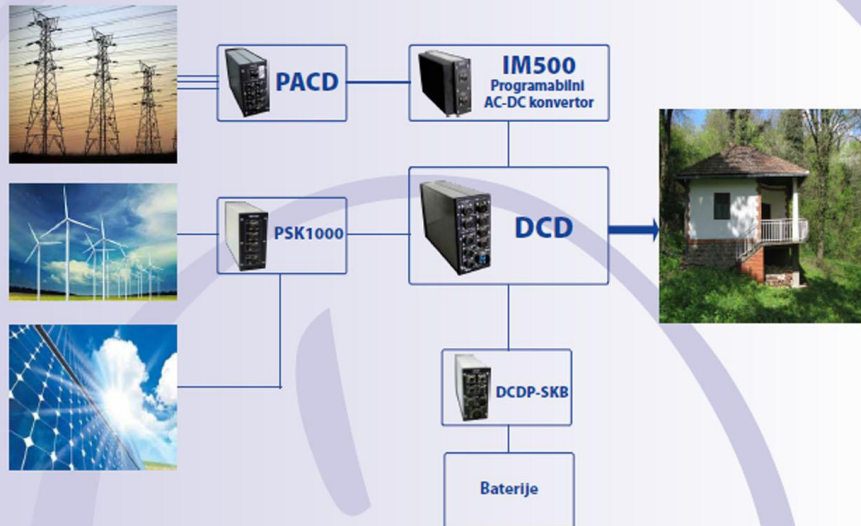 PACD
IM500
Programabilni
AC-DC konvertor
PSK1000
DCD
DCDP-SKB
Baterije